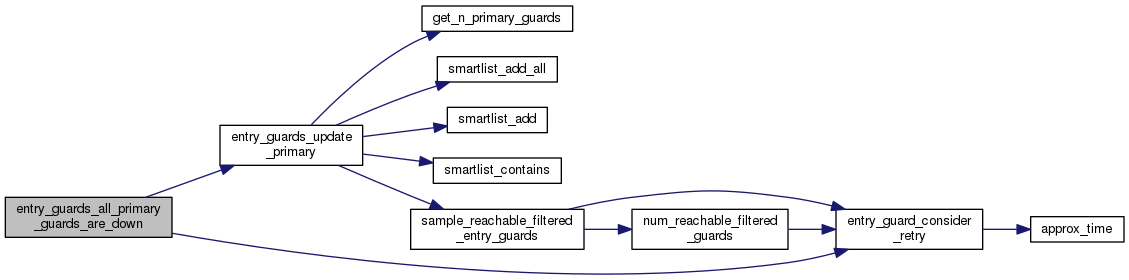 get_n_primary_guards
smartlist_add_all
smartlist_add
entry_guards_update
_primary
smartlist_contains
entry_guards_all_primary
_guards_are_down
sample_reachable_filtered
_entry_guards
num_reachable_filtered
_guards
entry_guard_consider
_retry
approx_time